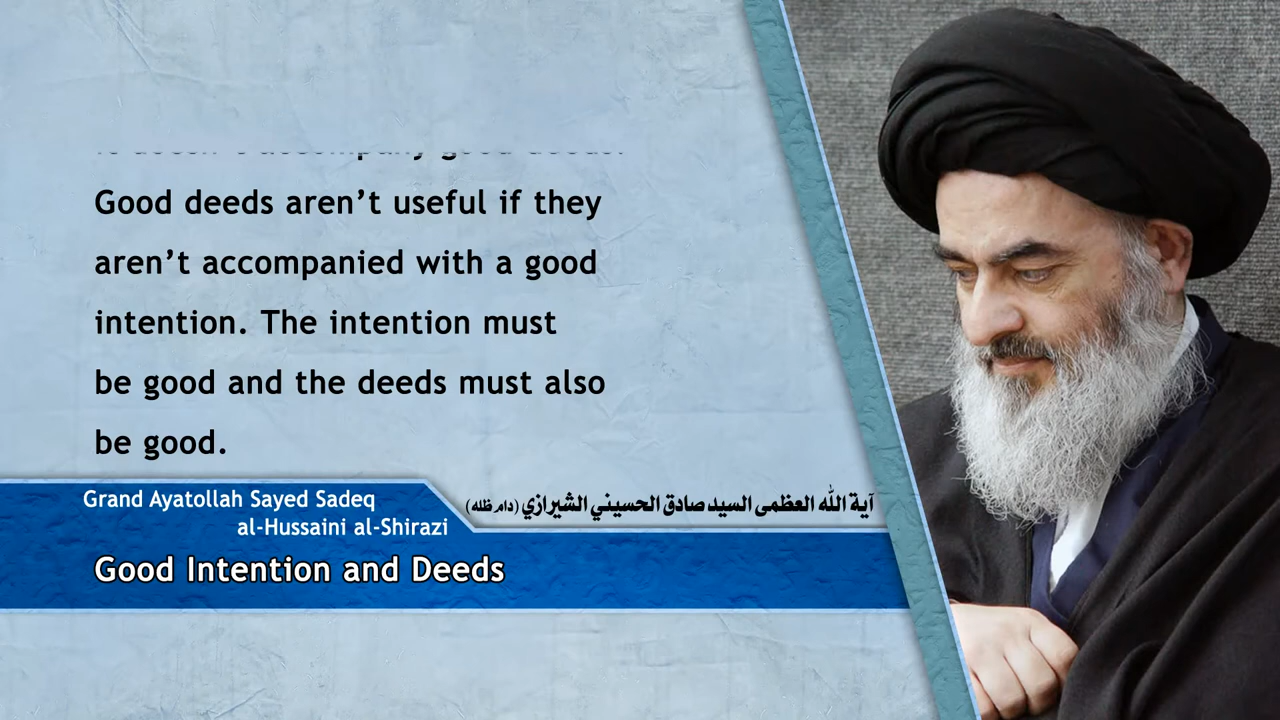 Good deeds aren’t useful if they
aren’t accompanied with a good
intention. The intention must
be good and the deeds must also
be good.
Grand Ayatollah Sayed Sadeq
al-Hussaini al-Shirazi
آية الله العظمى السيد صادق الحسيني الشيرازي (دام ظله)
Good Intention and Deeds